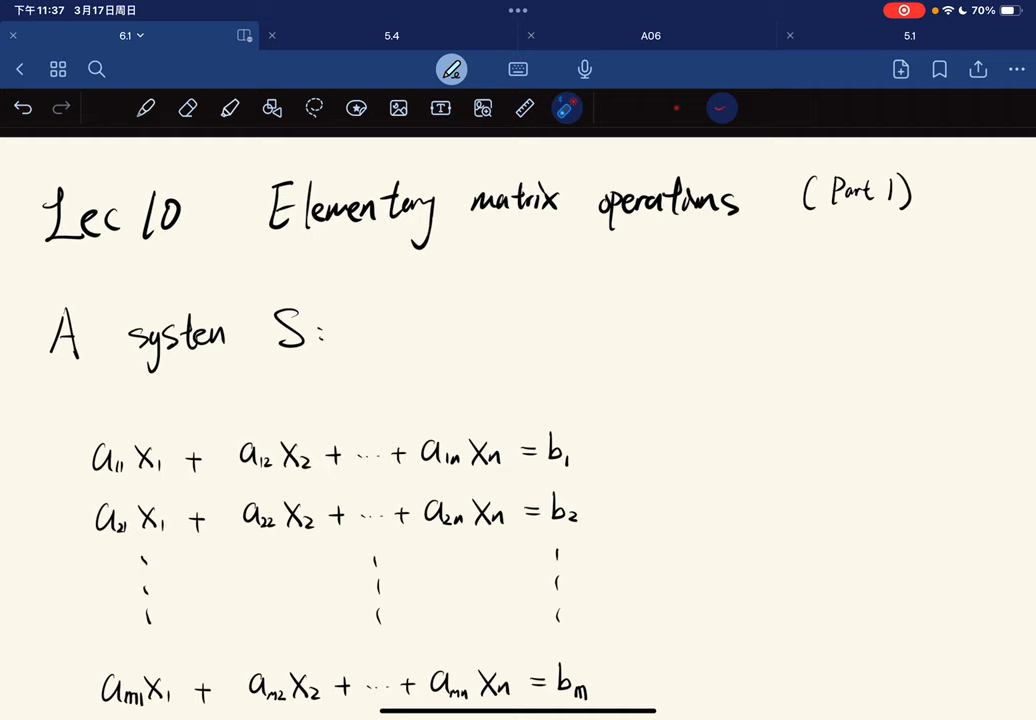 下午11:37 3月17日周日 70%
6.1 5.4 A06 5.1
Lec 10 Elementary matrix operations (Part 1)
A systen S:
a₁₁ x₁ + a₁₂ x₂ + ... + a₁ₙ xₙ = b₁
a₂₁ x₁ + a₂₂ x₂ + ... + a₂ₙ xₙ = b₂
aₘ₁ x₁ + aₘ₂ x₂ + ... + aₘₙ xₙ = bₘ